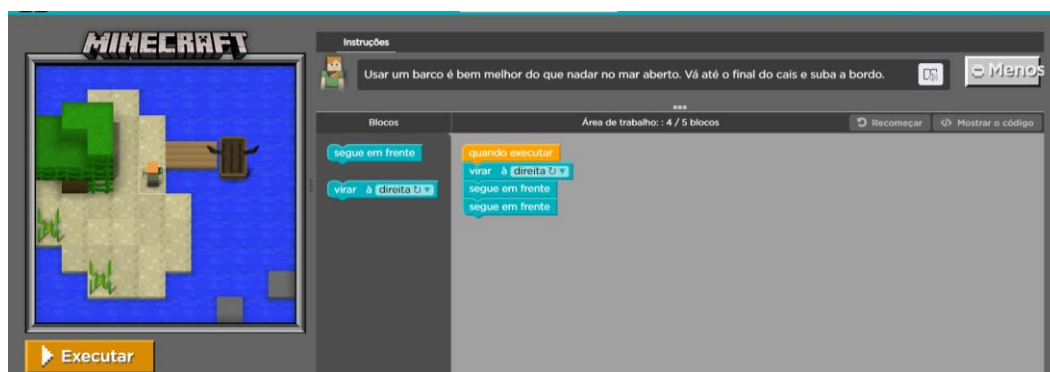 MINECRAFT
Instruções
Usar um barco é bem melhor do que nadar no mar aberto. Vá até o final do cais e suba a bordo.
Menos
Blocos
Área de trabalho: : 4 / 5 blocos
Recomeçar
Mostrar o código
segue em frente
virar à direita
quando executar
virar à direita
segue em frente
segue em frente
Executar